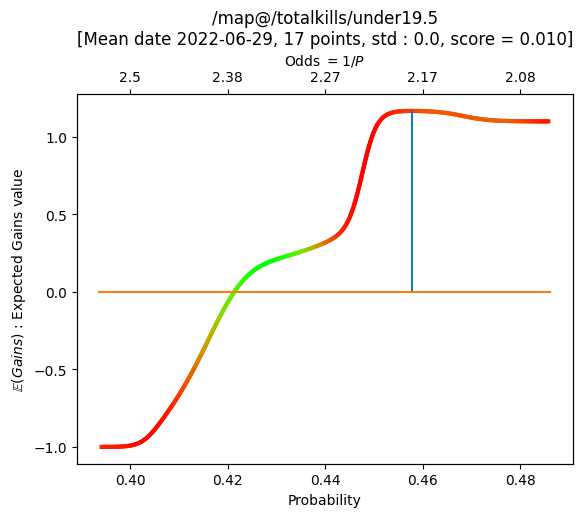 /map@/totalkills/under19.5
[Mean date 2022-06-29, 17 points, std : 0.0, score = 0.010]
Odds = 1/P
2.5 2.38 2.27 2.17 2.08
1.0
0.5
0.0
−0.5
−1.0
𝔼(Gains) : Expected Gains value
0.40 0.42 0.44 0.46 0.48
Probability